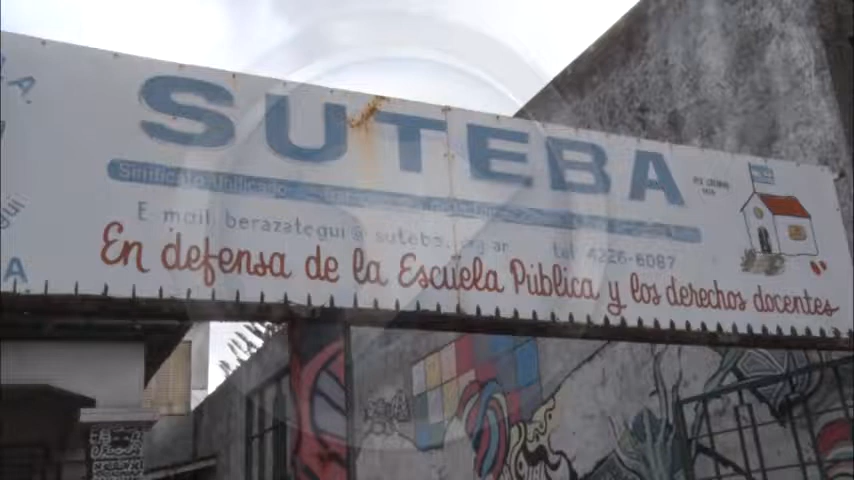 SUTEBA
Sindicato Unificado
E-mail: berazategui@suteba.org.ar
tel 4226-6087
En defensa de la Escuela Pública y los derechos docentes